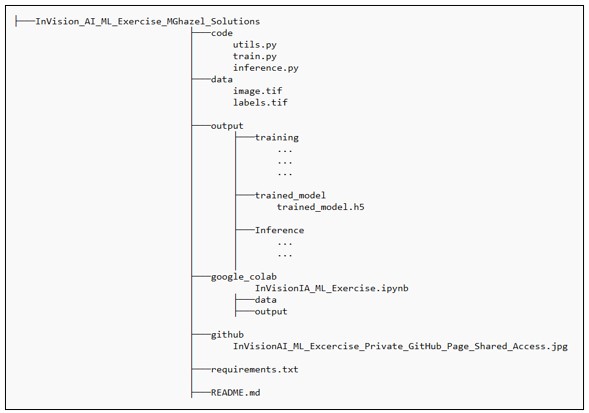 InVision_AI_ML_Exercise_MGhazel_Solutions
code
utils.py
train.py
inference.py
data
image.tif
labels.tif
output
training
...
...
...
trained_model
trained_model.h5
Inference
...
...
google_colab
InVisionIA_ML_Exercise.ipynb
data
output
github
InVisionAI_ML_Excercise_Private_GitHub_Page_Shared_Access.jpg
requirements.txt
README.md